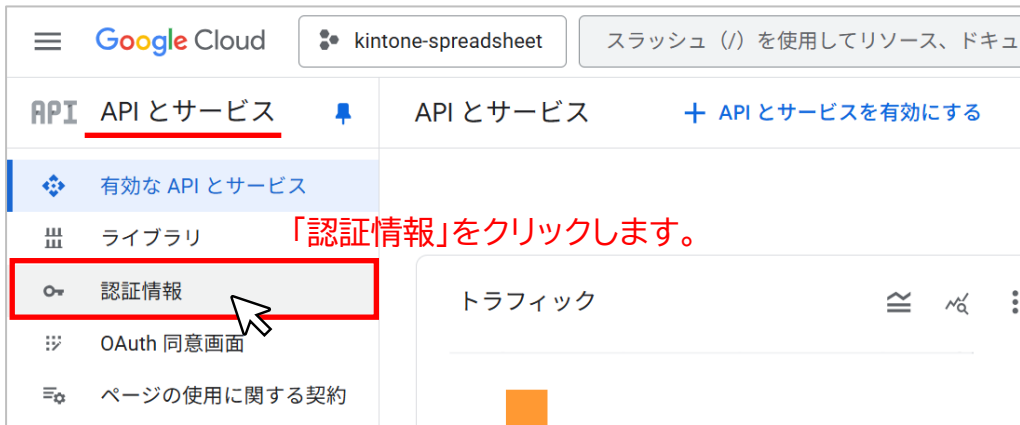 Google Cloud
kintone-spreadsheet
スラッシュ（/）を使用してリソース、ドキュ
API
API とサービス
API とサービス
API とサービスを有効にする
有効な API とサービス
ライブラリ
「認証情報」をクリックします。
認証情報
トラフィック
OAuth 同意画面
ページの使用に関する契約